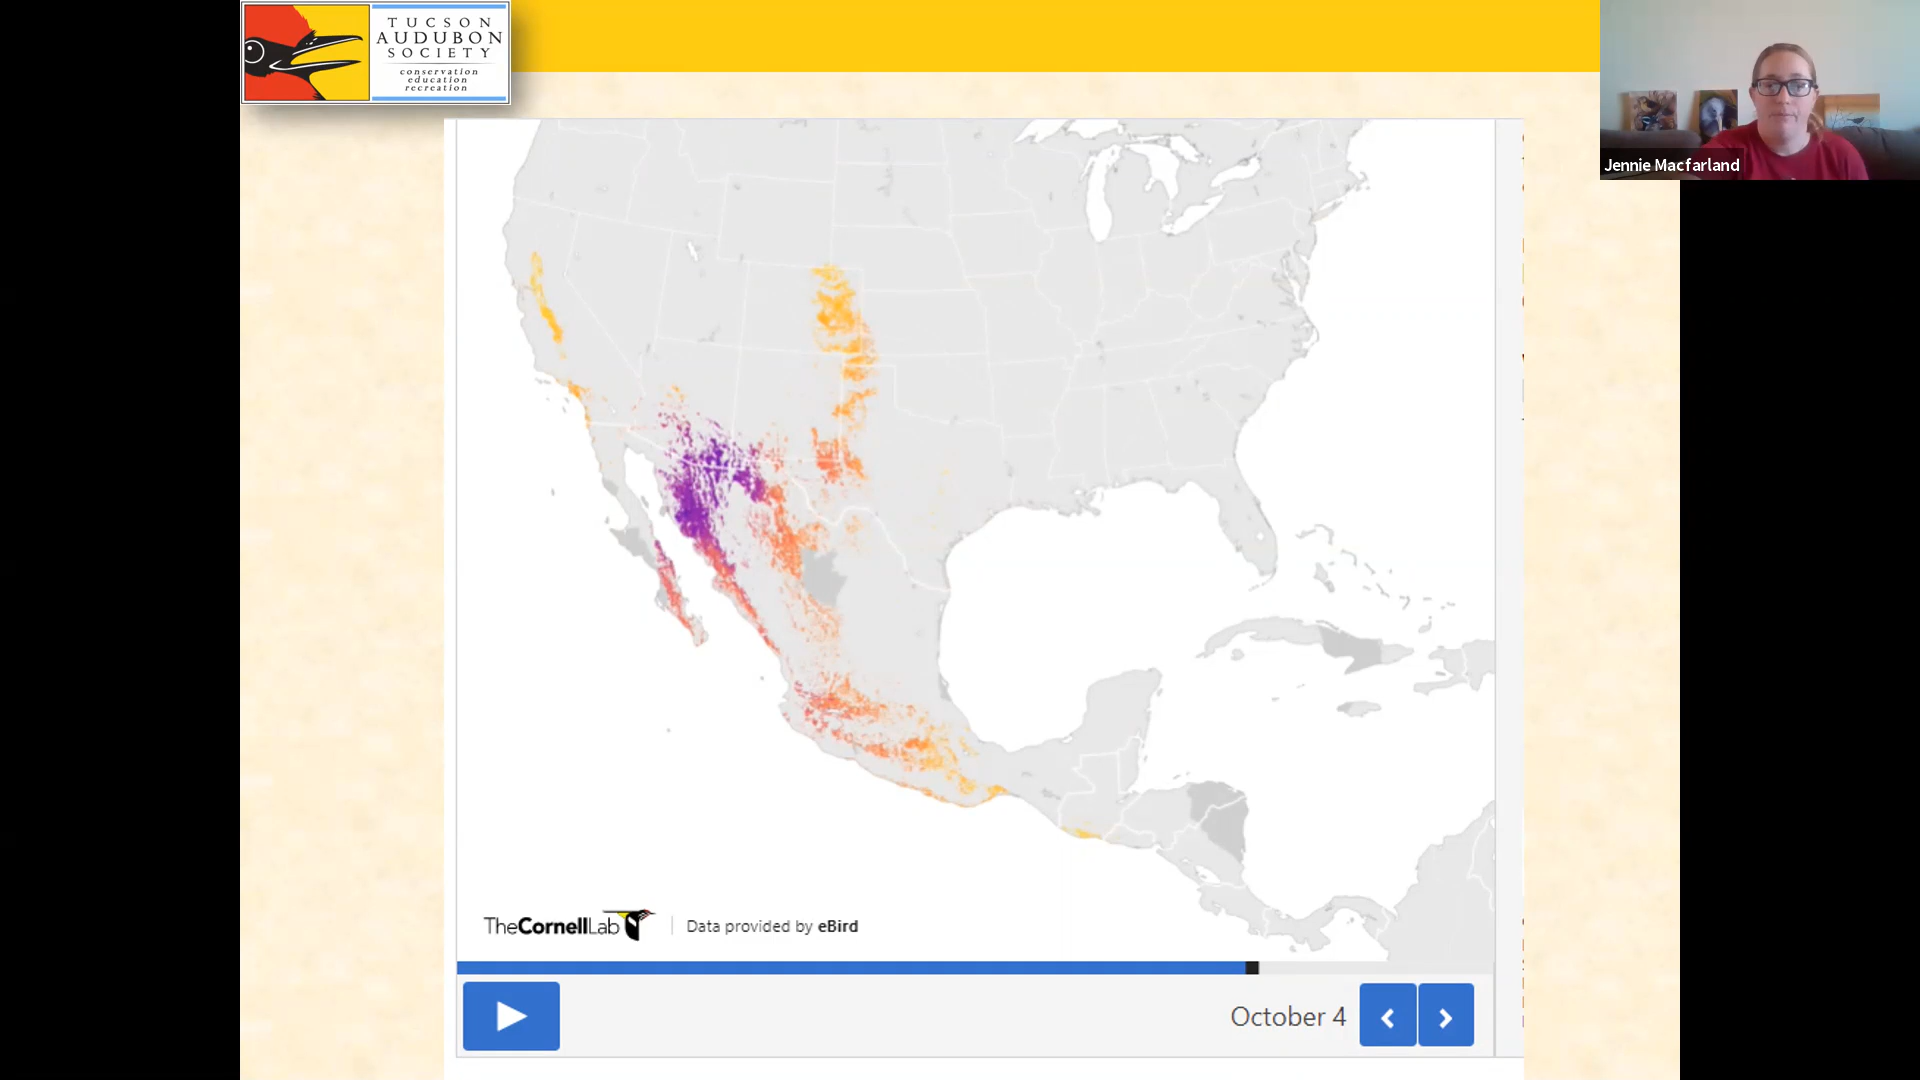 TUCSON
AUDUBON
SOCIETY
conservation
education
recreation
Jennie Macfarland
TheCornellLab
Data provided by eBird
October 4